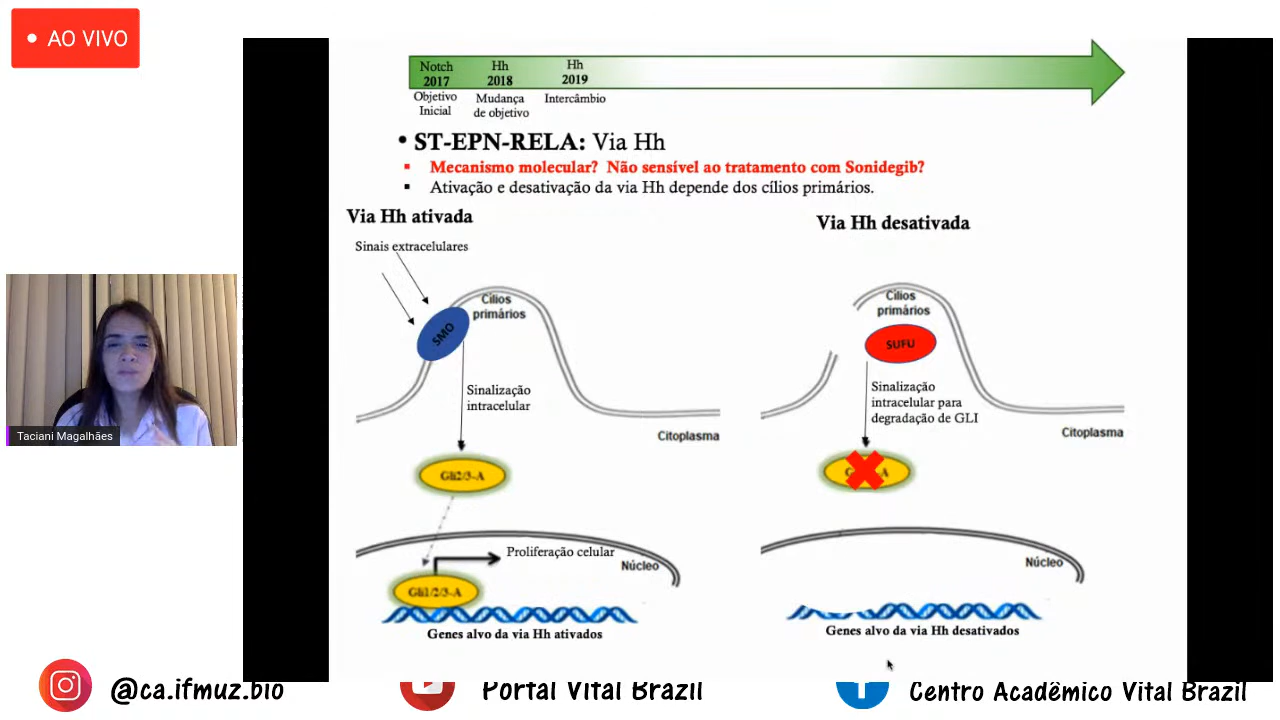 AO VIVO
Notch
2017
Objetivo
Inicial
Hh
2018
Mudança
de objetivo
Hh
2019
Intercâmbio
• ST-EPN-RELA: Via Hh
▪ Mecanismo molecular? Não sensível ao tratamento com Sonidegib?
▪ Ativação e desativação da via Hh depende dos cílios primários.
Via Hh ativada
Sinais extracelulares
Cílios
primários
SMO
Sinalização
intracelular
Citoplasma
Gli2/3-A
Proliferação celular
Núcleo
Gli1/2/3-A
Genes alvo da via Hh ativados
Via Hh desativada
Cílios
primários
SUFU
Sinalização
intracelular para
degradação de GLI
Citoplasma
Núcleo
Genes alvo da via Hh desativados
Taciani Magalhães
@ca.ifmuz.bio
Portal Vital Brazil
Centro Acadêmico Vital Brazil